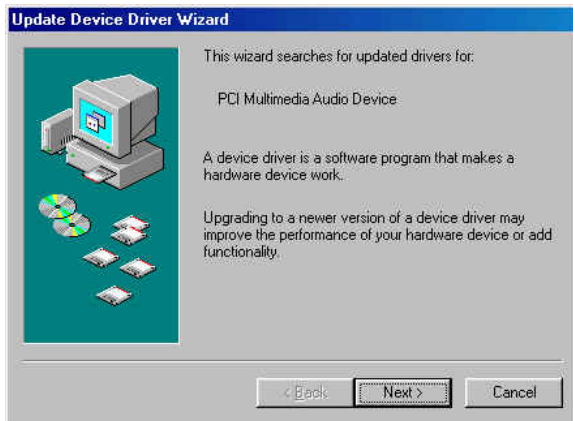 Update Device Driver Wizard
This wizard searches for updated drivers for:
PCI Multimedia Audio Device
A device driver is a software program that makes a
hardware device work.
Upgrading to a newer version of a device driver may
improve the performance of your hardware device or add
functionality.
< Back
Next >
Cancel